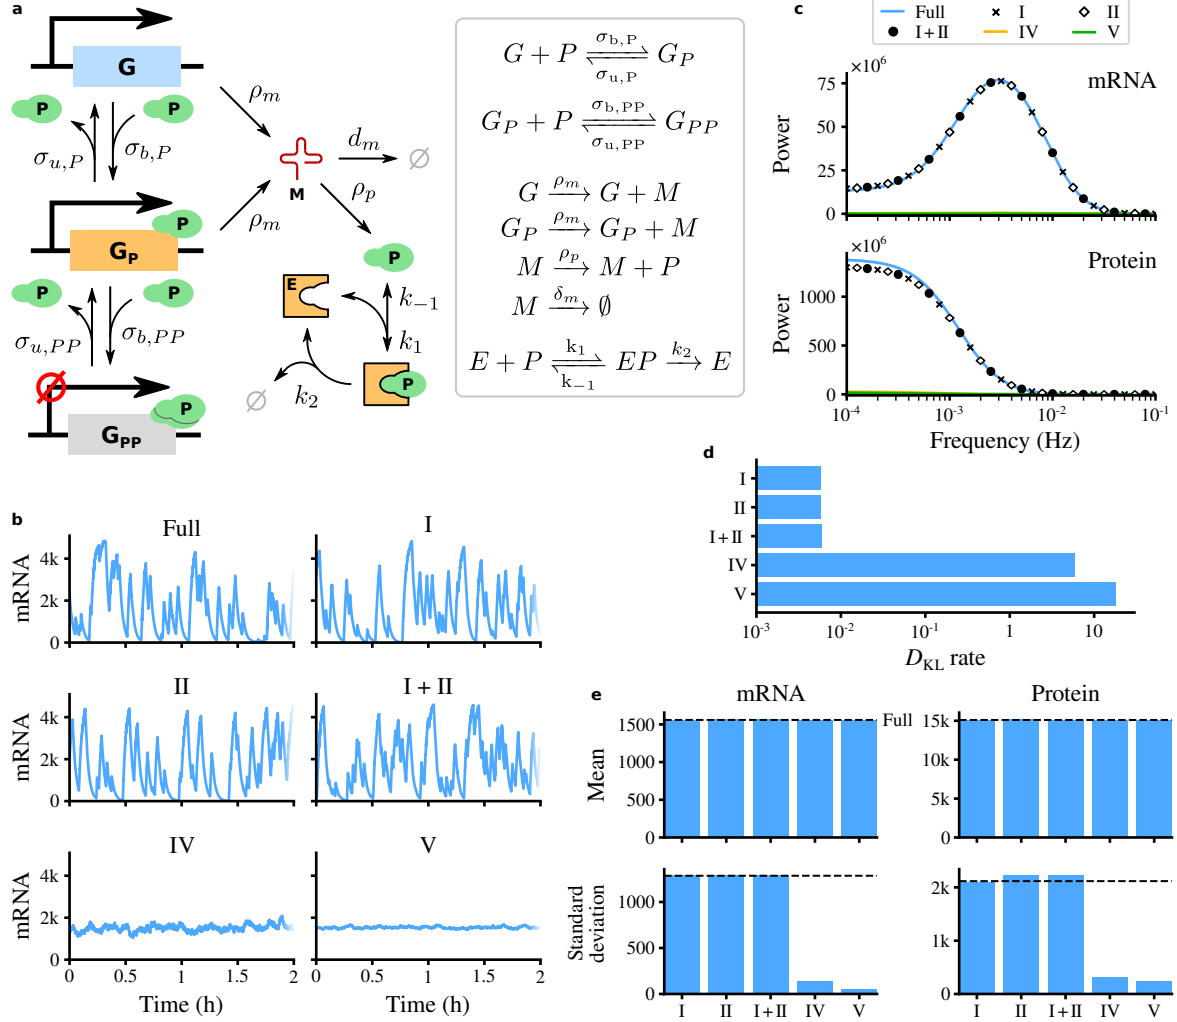 a
G
P
P
σu,P
σb,P
ρm
ρm
M
dm
∅
ρp
P
GP
P
P
P
σu,PP
σb,PP
E
k−1
k1
P
k2
∅
GPP
P
G + P ⇌ GP
σb,P
σu,P
GP + P ⇌ GPP
σb,PP
σu,PP
G —ρm→ G + M
GP —ρm→ GP + M
M —ρp→ M + P
M —δm→ ∅
E + P ⇌ EP —k2→ E
k1
k−1
c
Full
I
II
I+II
IV
V
×10⁶
mRNA
Power
75
50
25
0
×10⁶
Protein
Power
1000
500
0
10⁻⁴
10⁻³
10⁻²
10⁻¹
Frequency (Hz)
d
I
II
I+II
IV
V
10⁻³
10⁻²
10⁻¹
1
10
DKL rate
b
Full
I
mRNA
4k
2k
0
II
I + II
mRNA
4k
2k
0
IV
V
mRNA
4k
2k
0
0
0.5
1
1.5
2
0
0.5
1
1.5
2
Time (h)
Time (h)
e
mRNA
Protein
Mean
1500
1000
500
0
Full
15k
10k
5k
0
Standard
deviation
1000
500
0
2k
1k
0
I
II
I+II
IV
V
I
II
I+II
IV
V